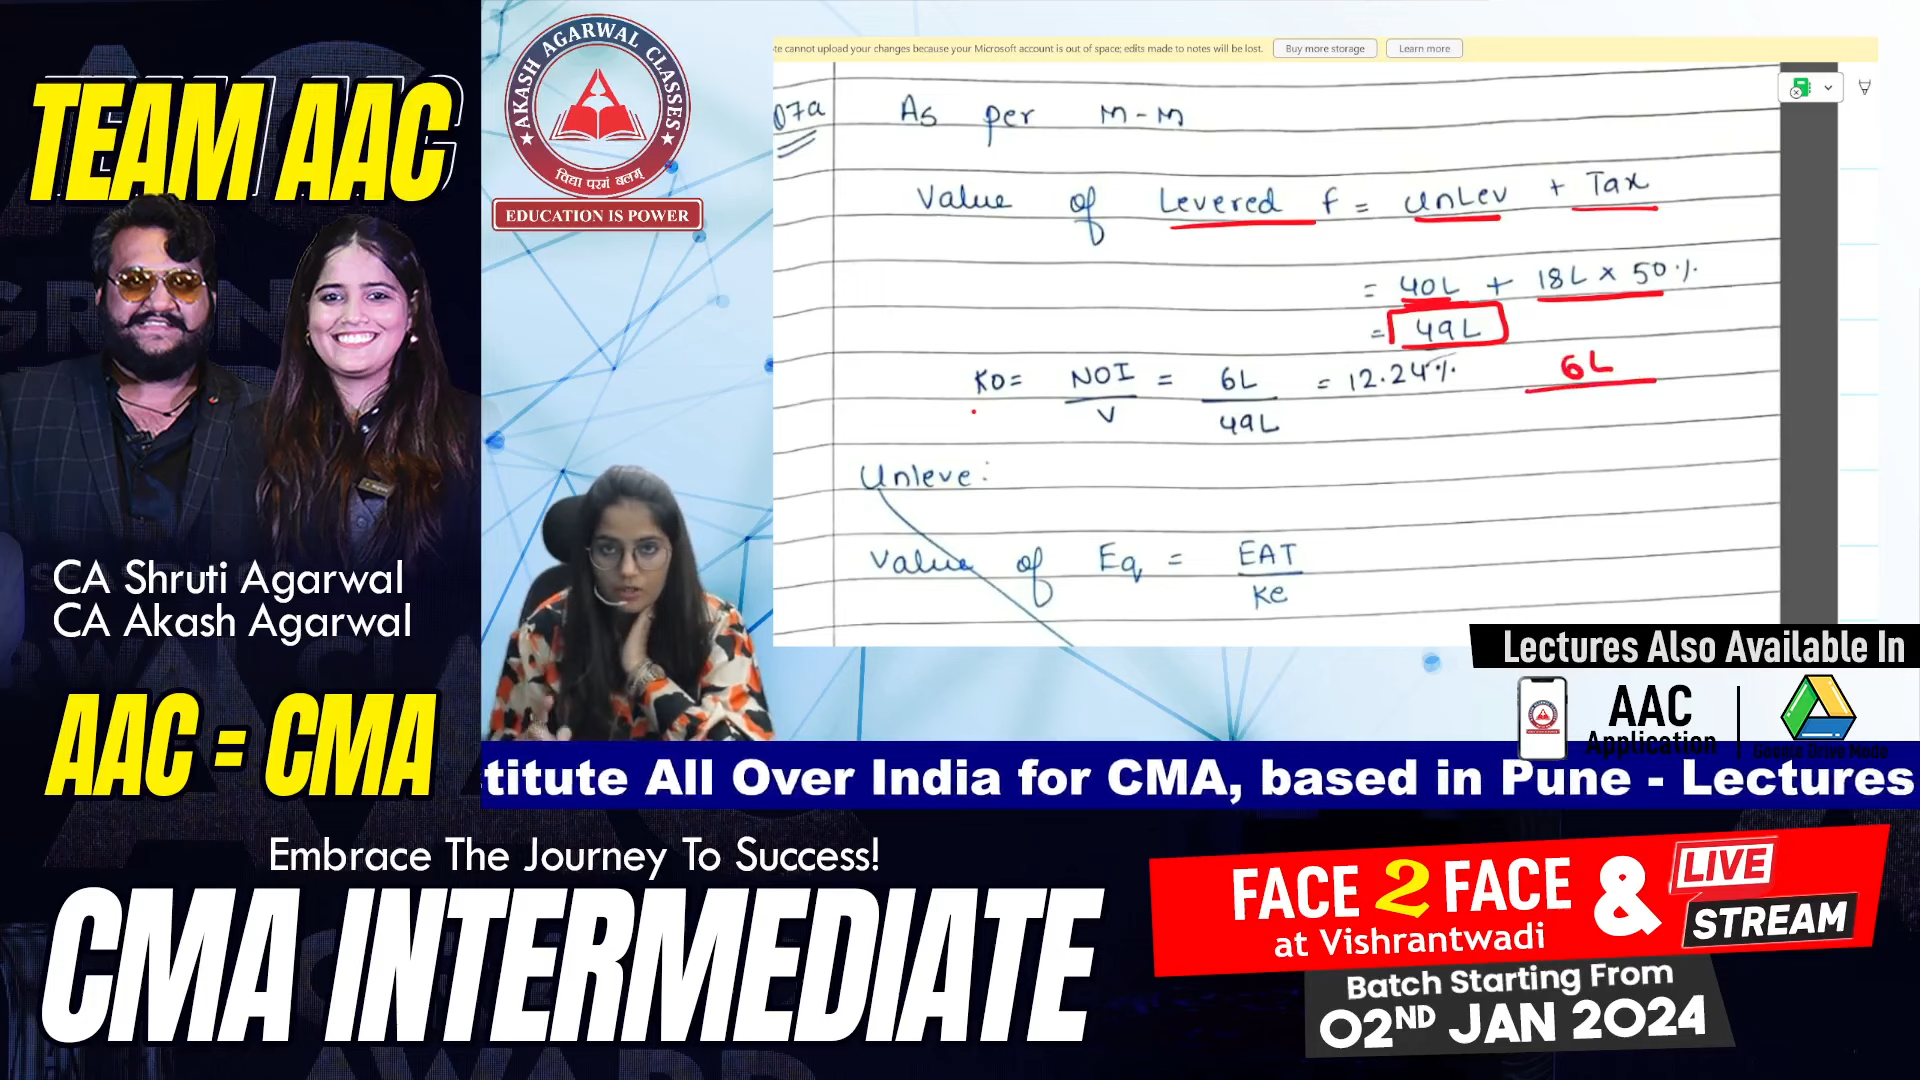 TEAM AAC
CA Shruti Agarwal
CA Akash Agarwal
AAC = CMA
AKASH AGARWAL CLASSES
विद्या परमं बलम्
EDUCATION IS POWER
te cannot upload your changes because your Microsoft account is out of space; edits made to notes will be lost.
Buy more storage
Learn more
07a
As per M-M
Value of Levered F = UnLev + Tax
= 40L + 18L x 50%
= 49L
6L
KO = NOI = 6L = 12.24%
V 49L
Unleve:
Value of Eq = EAT
Ke
Lectures Also Available In
AAC
Application
Google Drive Mode
titute All Over India for CMA, based in Pune - Lectures
Embrace The Journey To Success!
CMA INTERMEDIATE
FACE 2 FACE &
at Vishrantwadi
LIVE
STREAM
Batch Starting From
02ND JAN 2024